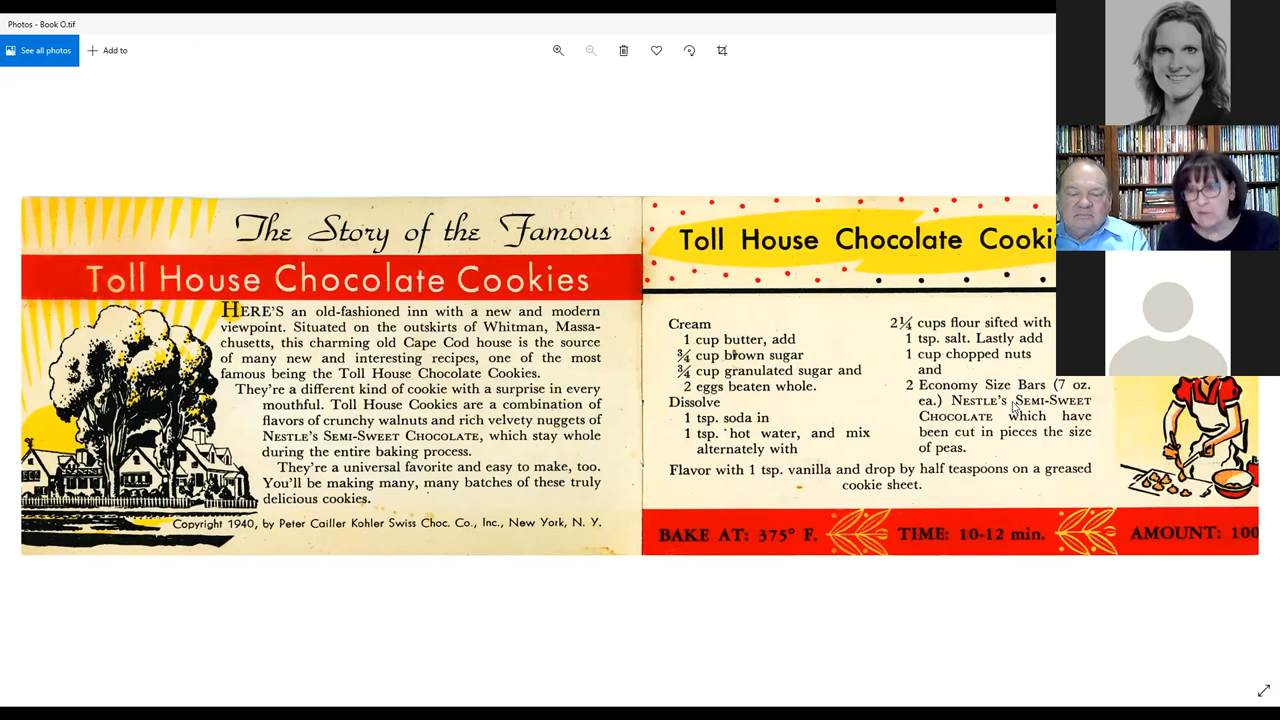 Photos - Book O.tif
See all photos
Add to
The Story of the Famous
Toll House Chocolate Cookies
HERE'S an old-fashioned inn with a new and modern
viewpoint. Situated on the outskirts of Whitman, Massa-
chusetts, this charming old Cape Cod house is the source
of many new and interesting recipes, one of the most
famous being the Toll House Chocolate Cookies.
They're a different kind of cookie with a surprise in every
mouthful. Toll House Cookies are a combination of
flavors of crunchy walnuts and rich velvety nuggets of
NESTLE'S SEMI-SWEET CHOCOLATE, which stay whole
during the entire baking process.
They're a universal favorite and easy to make, too.
You'll be making many, many batches of these truly
delicious cookies.
Copyright 1940, by Peter Cailler Kohler Swiss Choc. Co., Inc., New York, N. Y.
Toll House Chocolate Cookie
Cream
1 cup butter, add
¾ cup brown sugar
¾ cup granulated sugar and
2 eggs beaten whole.
Dissolve
1 tsp. soda in
1 tsp. hot water, and mix
alternately with
2¼ cups flour sifted with
1 tsp. salt. Lastly add
1 cup chopped nuts
and
2 Economy Size Bars (7 oz.
ea.) NESTLE'S SEMI-SWEET
CHOCOLATE which have
been cut in pieces the size
of peas.
Flavor with 1 tsp. vanilla and drop by half teaspoons on a greased
cookie sheet.
BAKE AT: 375° F. TIME: 10-12 min. AMOUNT: 100